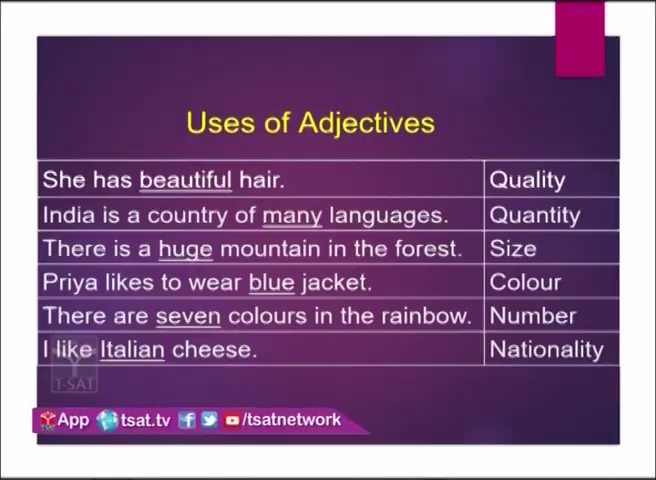 Uses of Adjectives
She has beautiful hair. Quality
India is a country of many languages. Quantity
There is a huge mountain in the forest. Size
Priya likes to wear blue jacket. Colour
There are seven colours in the rainbow. Number
I like Italian cheese. Nationality
T-SAT
App tsat.tv /tsatnetwork